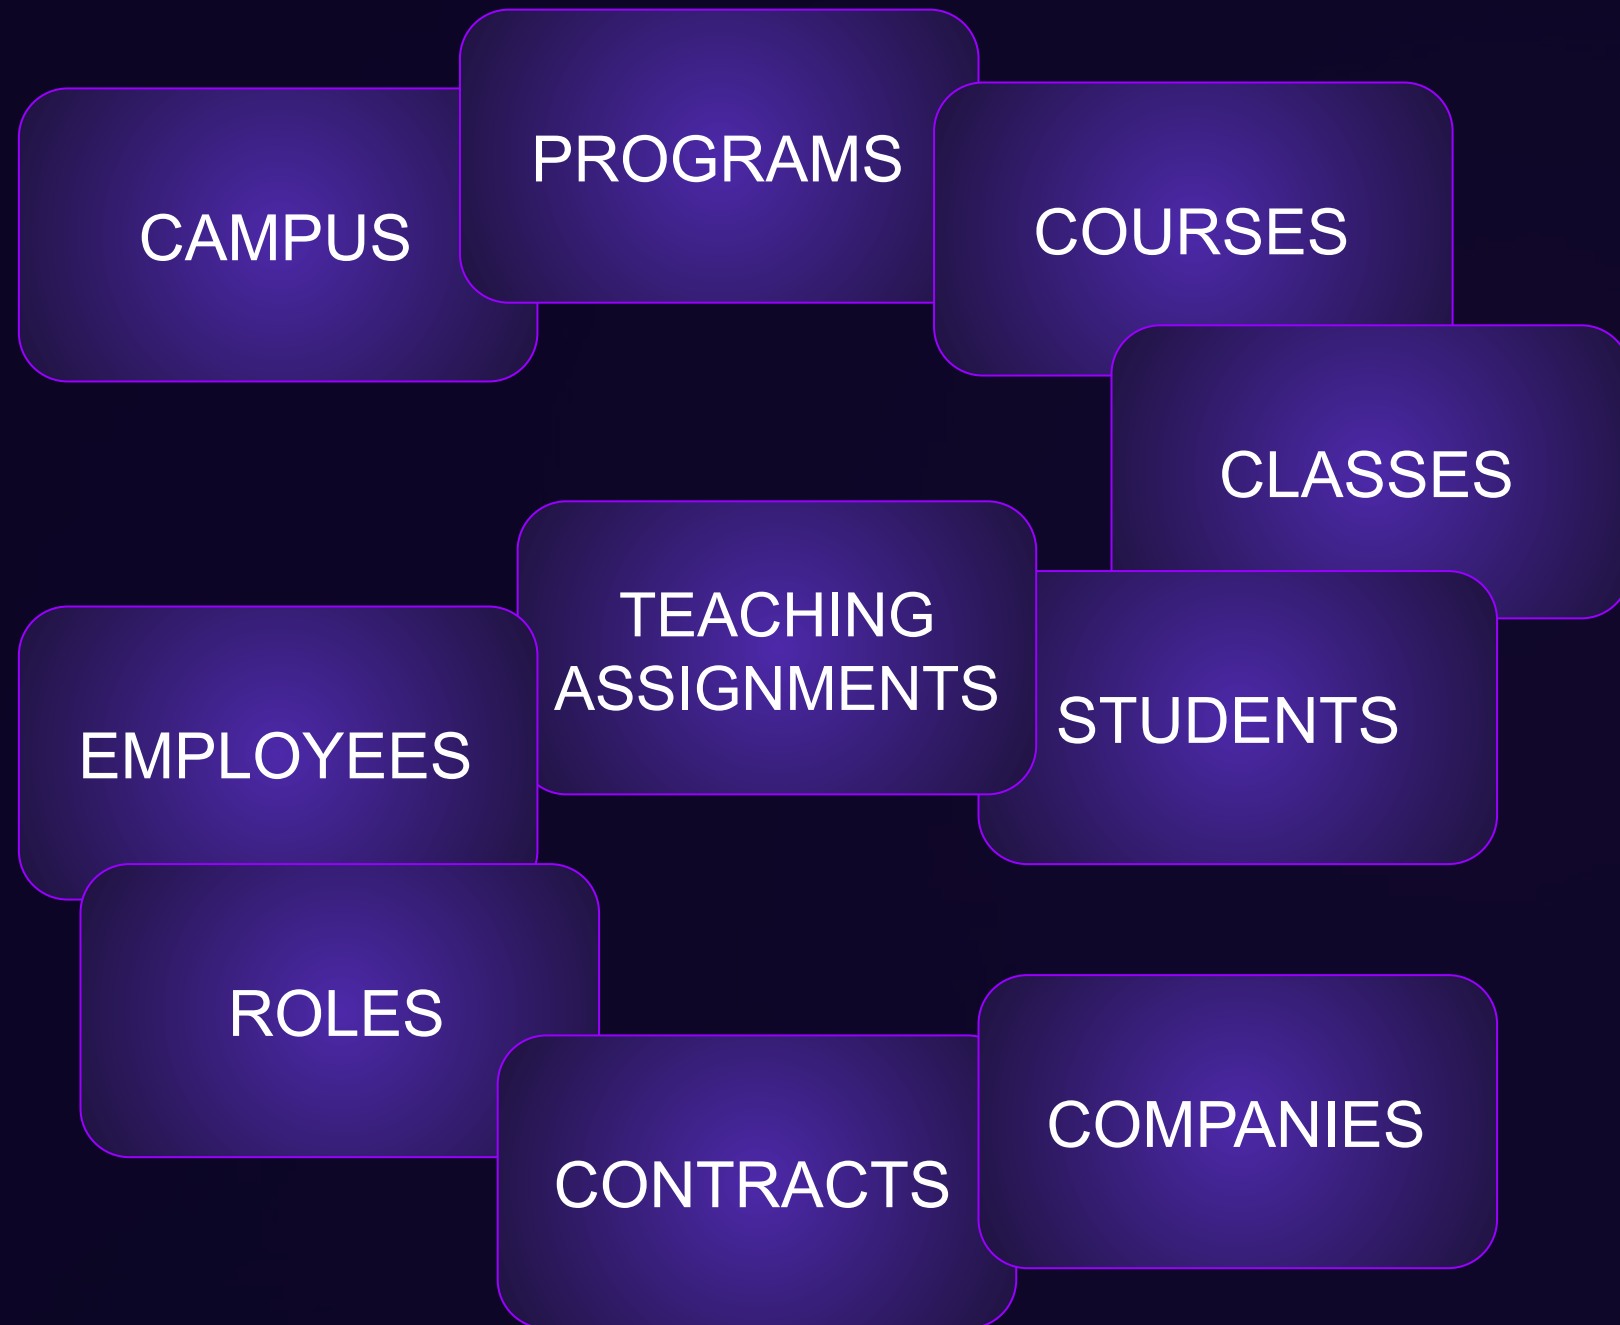 CAMPUS
PROGRAMS
COURSES
CLASSES
TEACHING
ASSIGNMENTS
STUDENTS
EMPLOYEES
ROLES
CONTRACTS
COMPANIES